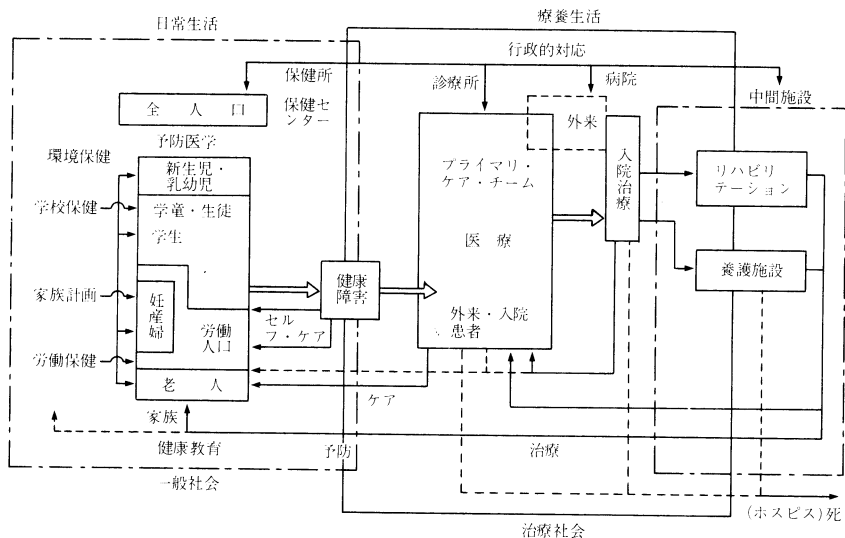 日常生活
療養生活
行政的対応
保健所
診療所
病院
中間施設
全人口
保健セ
ンター
外来
予防医学
環境保健
新生児・
乳幼児
プライマリ・
ケア・チーム
入院治療
リハビリ
テーション
学校保健
学童・生徒
学生
医療
養護施設
健康
障害
家族計画
妊産婦
セル
フ・ケア
外来・入院
患者
労働
人口
労働保健
老人
ケア
家族
健康教育
予防
治療
一般社会
(ホスピス)死
治療社会